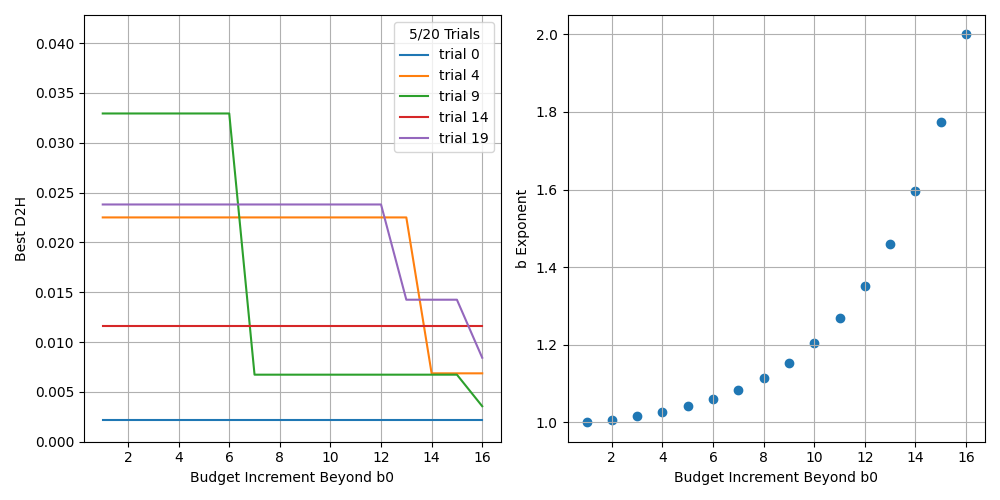 5/20 Trials
trial 0
trial 4
trial 9
trial 14
trial 19
0.040
0.035
0.030
0.025
0.020
0.015
0.010
0.005
0.000
Best D2H
2 4 6 8 10 12 14 16
Budget Increment Beyond b0
2.0
1.8
1.6
1.4
1.2
1.0
b Exponent
2 4 6 8 10 12 14 16
Budget Increment Beyond b0